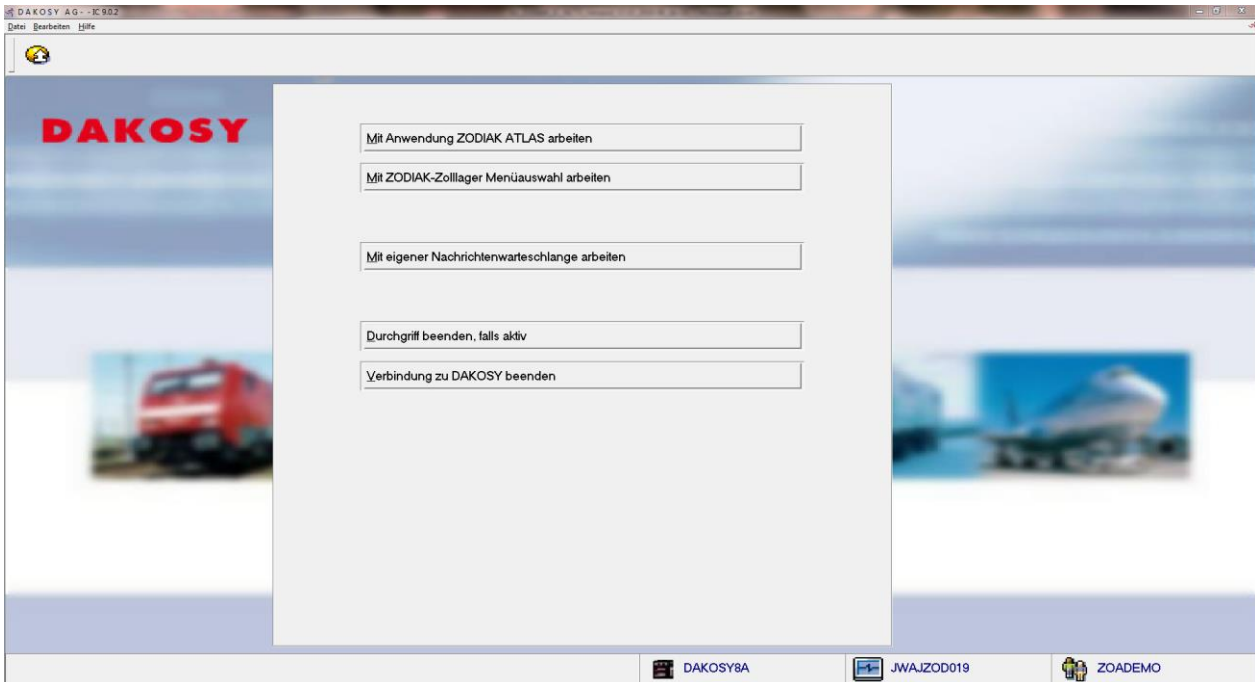 DAKOSY AG - - IC 9.0.2
Datei Bearbeiten Hilfe
DAKOSY
Mit Anwendung ZODIAK ATLAS arbeiten
Mit ZODIAK-Zolllager Menüauswahl arbeiten
Mit eigener Nachrichtenwarteschlange arbeiten
Durchgriff beenden, falls aktiv
Verbindung zu DAKOSY beenden
DAKOSY8A JWAJZOD019 ZOADEMO